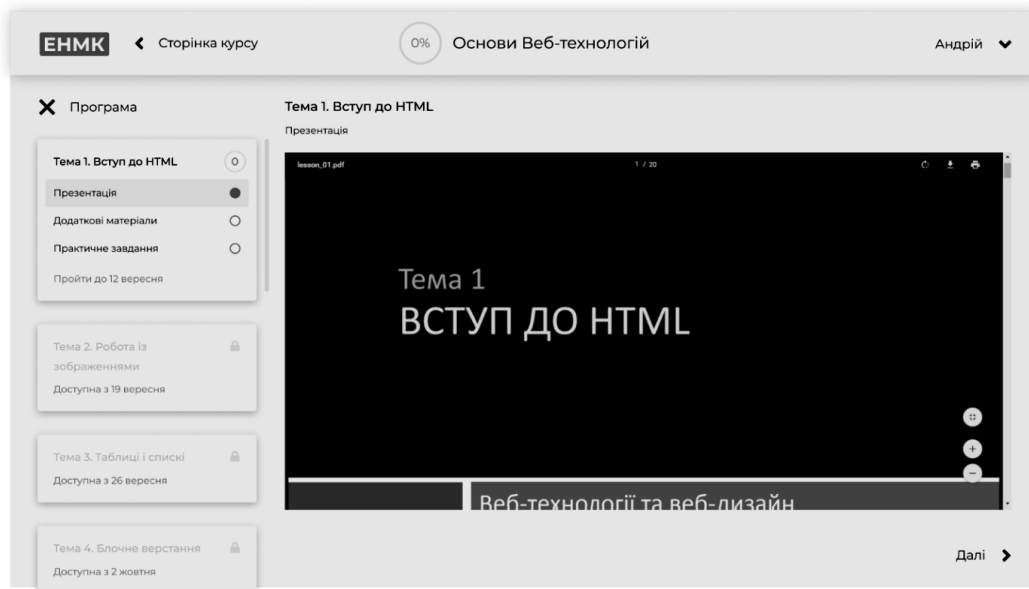 ЕНМК
Сторінка курсу
0%
Основи Веб-технологій
Андрій
Програма
Тема 1. Вступ до HTML
0
Презентація
Додаткові матеріали
Практичне завдання
Пройти до 12 вересня
Тема 2. Робота із
зображеннями
Доступна з 19 вересня
Тема 3. Таблиці і спискі
Доступна з 26 вересня
Тема 4. Блочне верстання
Доступна з 2 жовтня
Тема 1. Вступ до HTML
Презентація
lesson_01.pdf
1 / 20
Тема 1
ВСТУП ДО HTML
Веб-технології та веб-дизайн
Далі